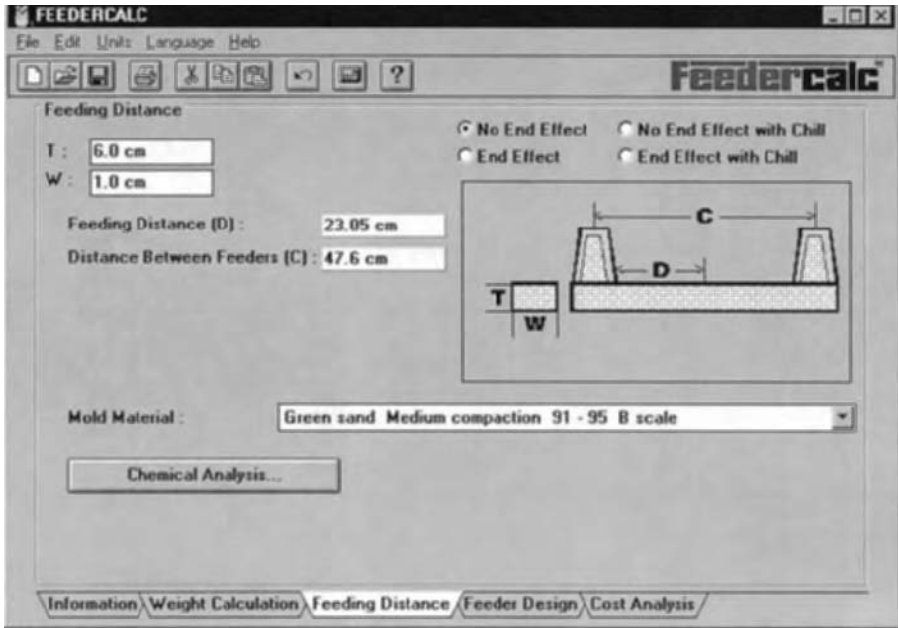 FEEDERCALC
File Edit Units Language Help
Feedercalc
Feeding Distance
T : 6.0 cm
W : 1.0 cm
No End Effect
No End Effect with Chill
End Effect
End Effect with Chill
Feeding Distance (D) : 23.05 cm
Distance Between Feeders (C) : 47.6 cm
C
D
T
W
Mold Material : Green sand Medium compaction 91 - 95 B scale
Chemical Analysis...
Information Weight Calculation Feeding Distance Feeder Design Cost Analysis